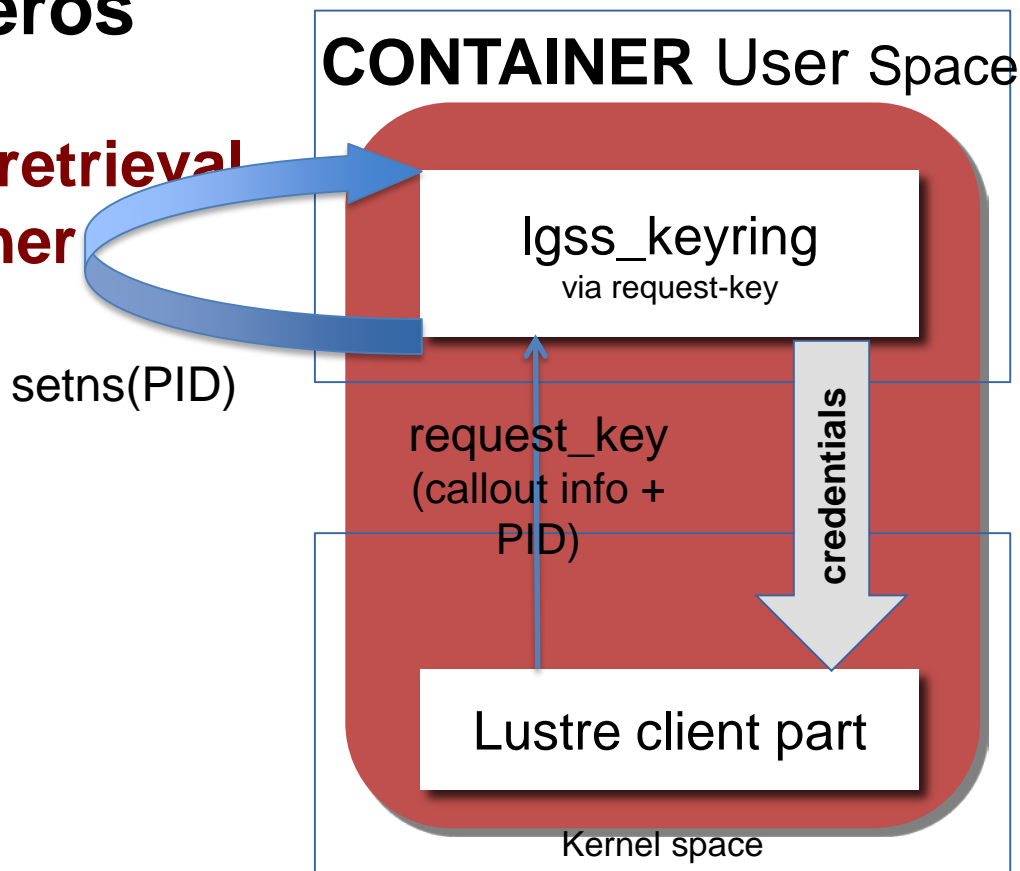 eros
CONTAINER User Space
retrieval
ner
lgss_keyring
via request-key
setns(PID)
request_key
(callout info +
PID)
credentials
Lustre client part
Kernel space